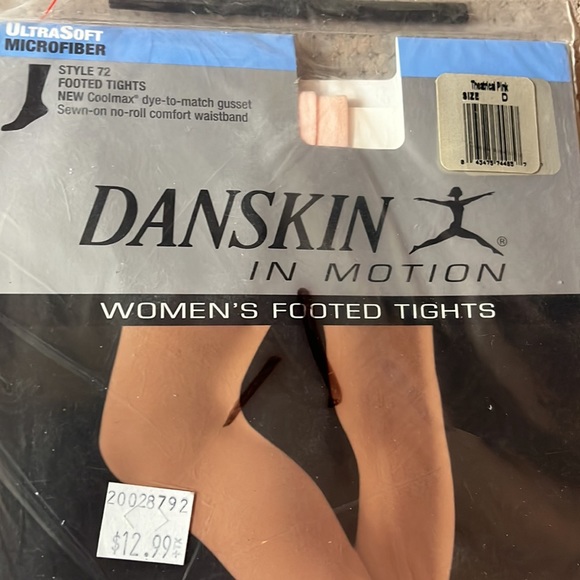 ULTRASOFT
MICROFIBER
STYLE 72
FOOTED TIGHTS
NEW Coolmax® dye-to-match gusset
Sewn-on no-roll comfort waistband
Theatrical Pink
SIZE D
DANSKIN
®
IN MOTION
WOMEN'S FOOTED TIGHTS
20028792
$12.99